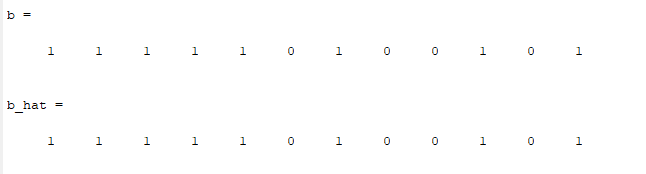 b =
1 1 1 1 1 0 1 0 0 1 0 1
b_hat =
1 1 1 1 1 0 1 0 0 1 0 1